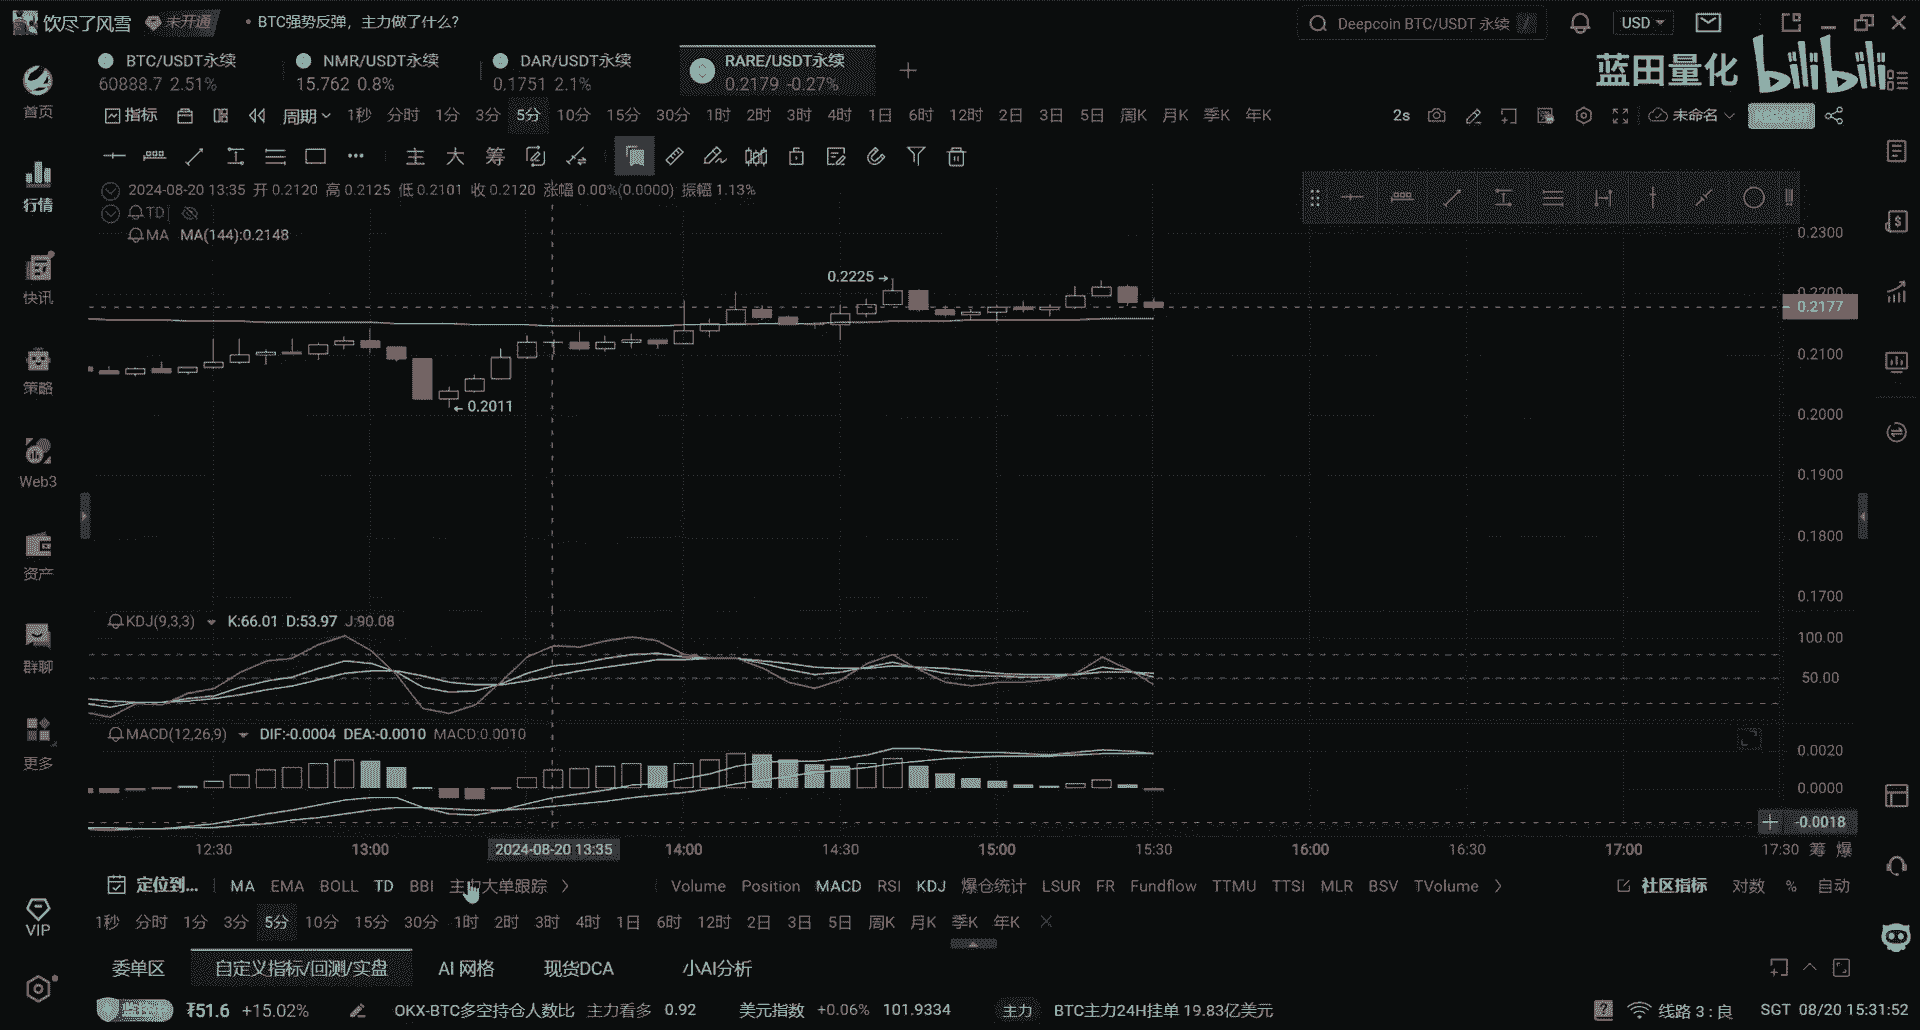 饮尽了风雪 未开通 • BTC强势反弹，主力做了什么? Deepcoin BTC/USDT 永续 / USD
蓝田量化 bilibili
BTC/USDT永续 NMR/USDT永续 DAR/USDT永续 RARE/USDT永续
60888.7 2.51% 15.762 0.8% 0.1751 2.1% 0.2179 -0.27%
首页
指标 周期 1秒 分时 1分 3分 5分 10分 15分 30分 1时 2时 3时 4时 1日 6时 12时 2日 3日 5日 周K 月K 季K 年K 2s 未命名
主 大 筹
2024-08-20 13:35 开 0.2120 高 0.2125 低 0.2101 收 0.2120 涨幅 0.00%(0.0000) 振幅 1.13%
行情
TD
MA MA(144):0.2148
0.2300
0.2225
0.2200
快讯
0.2177
0.2100
策略
0.2011
0.2000
Web3
0.1900
0.1800
资产
0.1700
KDJ(9,3,3) K:66.01 D:53.97 J:90.08
100.00
群聊
50.00
MACD(12,26,9) DIF:-0.0004 DEA:-0.0010 MACD:0.0010
0.0020
更多
0.0000
-0.0018
12:30 13:00 2024-08-20 13:35 14:00 14:30 15:00 15:30 16:00 16:30 17:00 17:30 筹 爆
定位到... MA EMA BOLL TD BBI 主力大单跟踪 Volume Position MACD RSI KDJ 爆仓统计 LSUR FR Fundflow TTMU TTSI MLR BSV TVolume 社区指标 对数 % 自动
1秒 分时 1分 3分 5分 10分 15分 30分 1时 2时 3时 4时 1日 6时 12时 2日 3日 5日 周K 月K 季K 年K
VIP
委单区 自定义指标/回测/实盘 AI 网格 现货DCA 小AI分析
₮51.6 +15.02% OKX-BTC多空持仓人数比 主力看多 0.92 美元指数 +0.06% 101.9334 主力 BTC主力24H挂单 19.83亿美元 线路 3 : 良 SGT 08/20 15:31:52